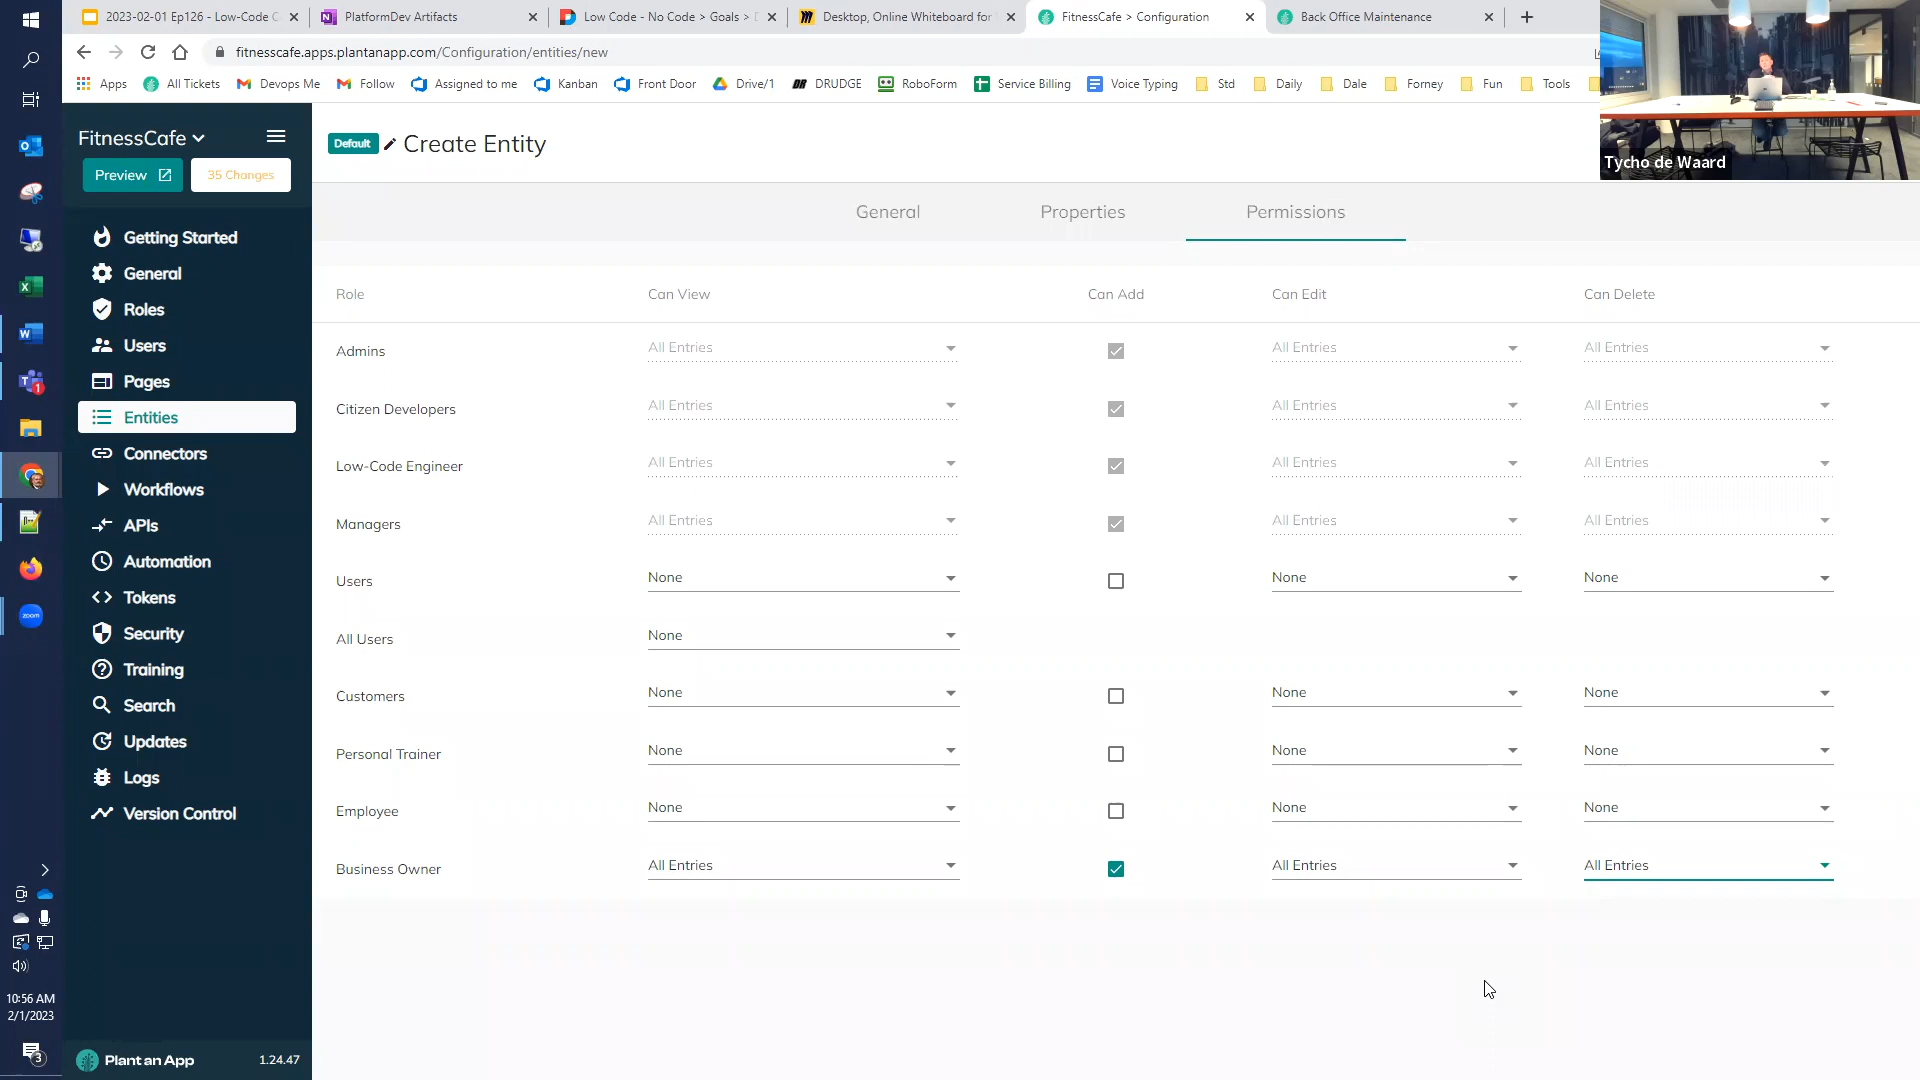 2023-02-01 Ep126 - Low-Code C
PlatformDev Artifacts
Low Code - No Code > Goals >
Desktop, Online Whiteboard for
FitnessCafe > Configuration
Back Office Maintenance
fitnesscafe.apps.plantanapp.com/Configuration/entities/new
Apps
All Tickets
Devops Me
Follow
Assigned to me
Kanban
Front Door
Drive/1
DRUDGE
RoboForm
Service Billing
Voice Typing
Std
Daily
Dale
Forney
Fun
Tools
Tycho de Waard
FitnessCafe
Preview
35 Changes
Default
Create Entity
General
Properties
Permissions
Getting Started
General
Roles
Users
Pages
Entities
Connectors
Workflows
APIs
Automation
Tokens
Security
Training
Search
Updates
Logs
Version Control
Plant an App
1.24.47
Role Can View Can Add Can Edit Can Delete
Admins All Entries All Entries All Entries
Citizen Developers All Entries All Entries All Entries
Low-Code Engineer All Entries All Entries All Entries
Managers All Entries All Entries All Entries
Users None None None
All Users None
Customers None None None
Personal Trainer None None None
Employee None None None
Business Owner All Entries All Entries All Entries
zoom
10:56 AM
2/1/2023
3